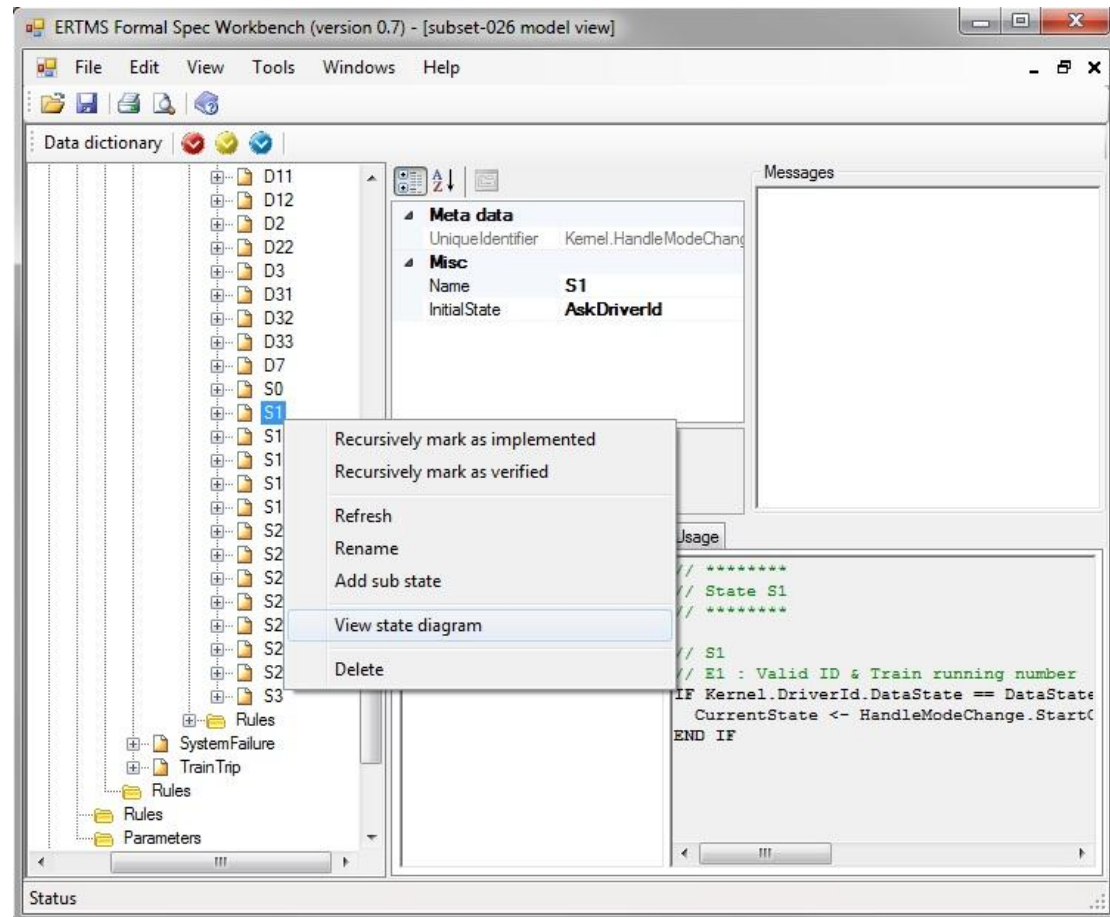 ERTMS Formal Spec Workbench (version 0.7) - [subset-026 model view]
File Edit View Tools Windows Help
Data dictionary
D11
D12
D2
D22
D3
D31
D32
D33
D7
S0
S1
S1
S1
S1
S1
S2
S2
S2
S2
S2
S2
S2
S3
Rules
SystemFailure
TrainTrip
Rules
Rules
Parameters
Meta data
UniqueIdentifier Kernel.HandleModeChang
Misc
Name S1
InitialState AskDriverId
Messages
Recursively mark as implemented
Recursively mark as verified
Refresh
Rename
Add sub state
View state diagram
Delete
Usage
// ********
// State S1
// ********
// S1
// E1 : Valid ID & Train running number
IF Kernel.DriverId.DataState == DataState
CurrentState <- HandleModeChange.Start
END IF
Status